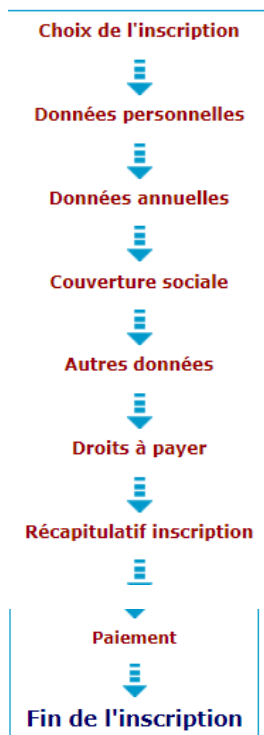 Choix de l'inscription
Données personnelles
Données annuelles
Couverture sociale
Autres données
Droits à payer
Récapitulatif inscription
Paiement
Fin de l'inscription